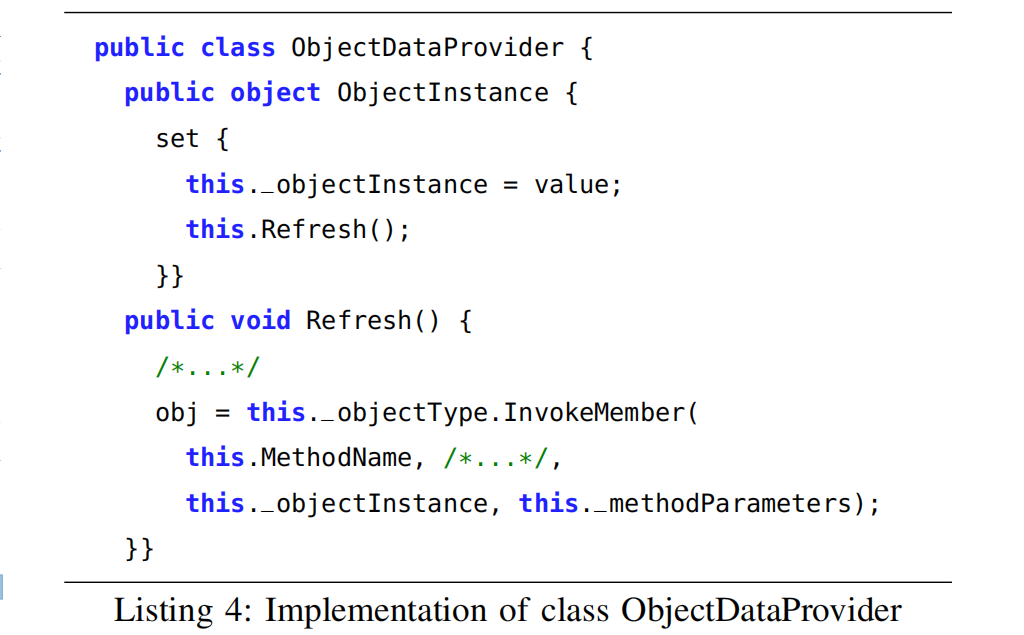 public class ObjectDataProvider {
public object ObjectInstance {
set {
this._objectInstance = value;
this.Refresh();
}}
public void Refresh() {
/*...*/
obj = this._objectType.InvokeMember(
this.MethodName, /*...*/,
this._objectInstance, this._methodParameters);
}}
Listing 4: Implementation of class ObjectDataProvider